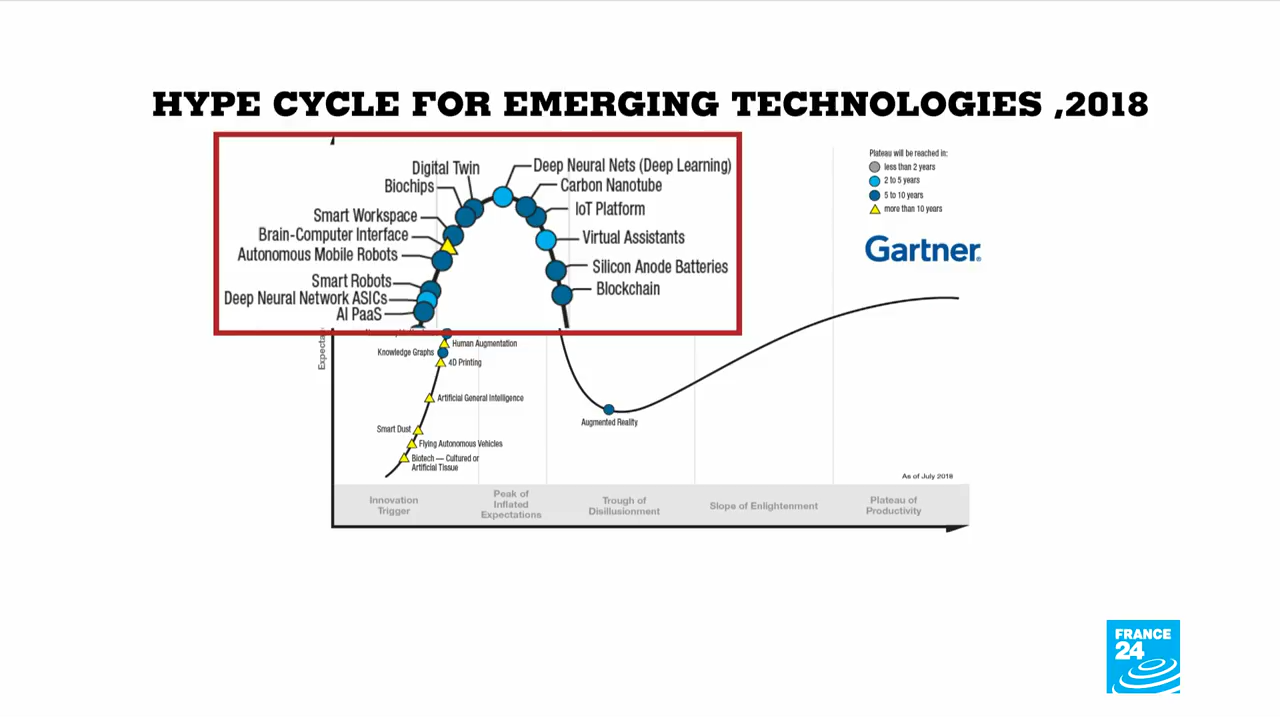 HYPE CYCLE FOR EMERGING TECHNOLOGIES ,2018
Digital Twin
Biochips
Smart Workspace
Brain-Computer Interface
Autonomous Mobile Robots
Smart Robots
Deep Neural Network ASICs
AI PaaS
Deep Neural Nets (Deep Learning)
Carbon Nanotube
IoT Platform
Virtual Assistants
Silicon Anode Batteries
Blockchain
Plateau will be reached in:
less than 2 years
2 to 5 years
5 to 10 years
more than 10 years
Gartner®
Human Augmentation
Knowledge Graphs
4D Printing
Artificial General Intelligence
Smart Dust
Flying Autonomous Vehicles
Biotech — Cultured or
Artificial Tissue
Augmented Reality
As of July 2018
Innovation
Trigger
Peak of
Inflated
Expectations
Trough of
Disillusionment
Slope of Enlightenment
Plateau of
Productivity
FRANCE
24